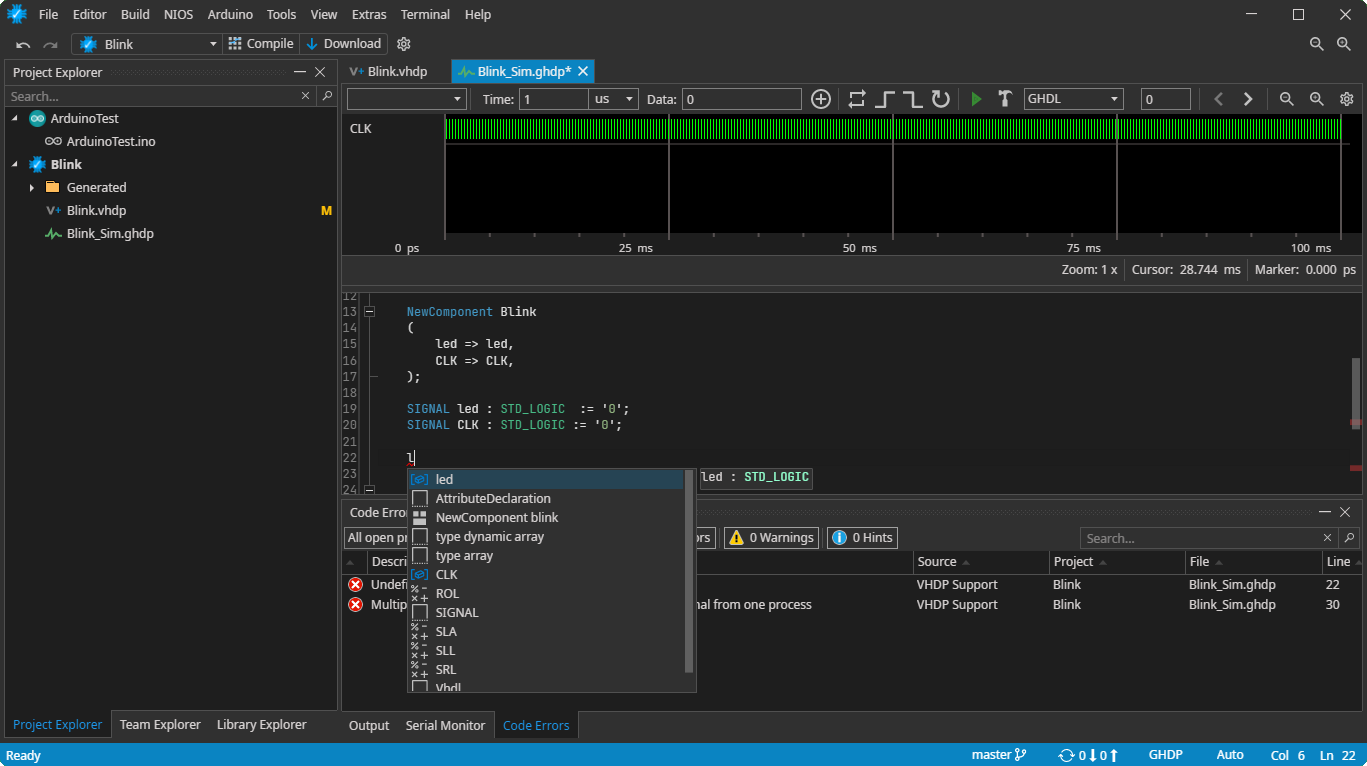 File Editor Build NIOS Arduino Tools View Extras Terminal Help
Blink Compile Download
Project Explorer
Search...
ArduinoTest
ArduinoTest.ino
Blink
Generated
Blink.vhdp M
Blink_Sim.ghdp
Blink.vhdp Blink_Sim.ghdp*
Time: 1 us Data: 0 GHDL 0
CLK
0 ps 25 ms 50 ms 75 ms 100 ms
Zoom: 1 x Cursor: 28.744 ms Marker: 0.000 ps
12
13 NewComponent Blink
14 (
15 led => led,
16 CLK => CLK,
17 );
18
19 SIGNAL led : STD_LOGIC := '0';
20 SIGNAL CLK : STD_LOGIC := '0';
21
22 l
23
24
led
AttributeDeclaration
NewComponent blink
type dynamic array
type array
CLK
ROL
SIGNAL
SLA
SLL
SRL
Vhdl
led : STD_LOGIC
Code Erro
All open pr rs 0 Warnings 0 Hints Search...
Descri Source Project File Line
Undef VHDP Support Blink Blink_Sim.ghdp 22
Multip nal from one process VHDP Support Blink Blink_Sim.ghdp 30
Project Explorer Team Explorer Library Explorer
Output Serial Monitor Code Errors
Ready master 0 0 GHDP Auto Col 6 Ln 22